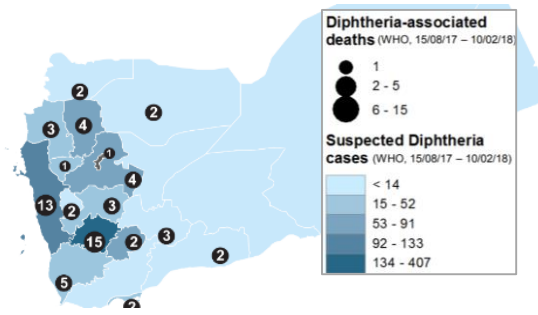 Diphtheria-associated
deaths (WHO, 15/08/17 – 10/02/18)
1
2 - 5
6 - 15
Suspected Diphtheria
cases (WHO, 15/08/17 – 10/02/18)
< 14
15 - 52
53 - 91
92 - 133
134 - 407
2
2
3
4
1
1
4
13
2
3
15
2
3
2
5
2